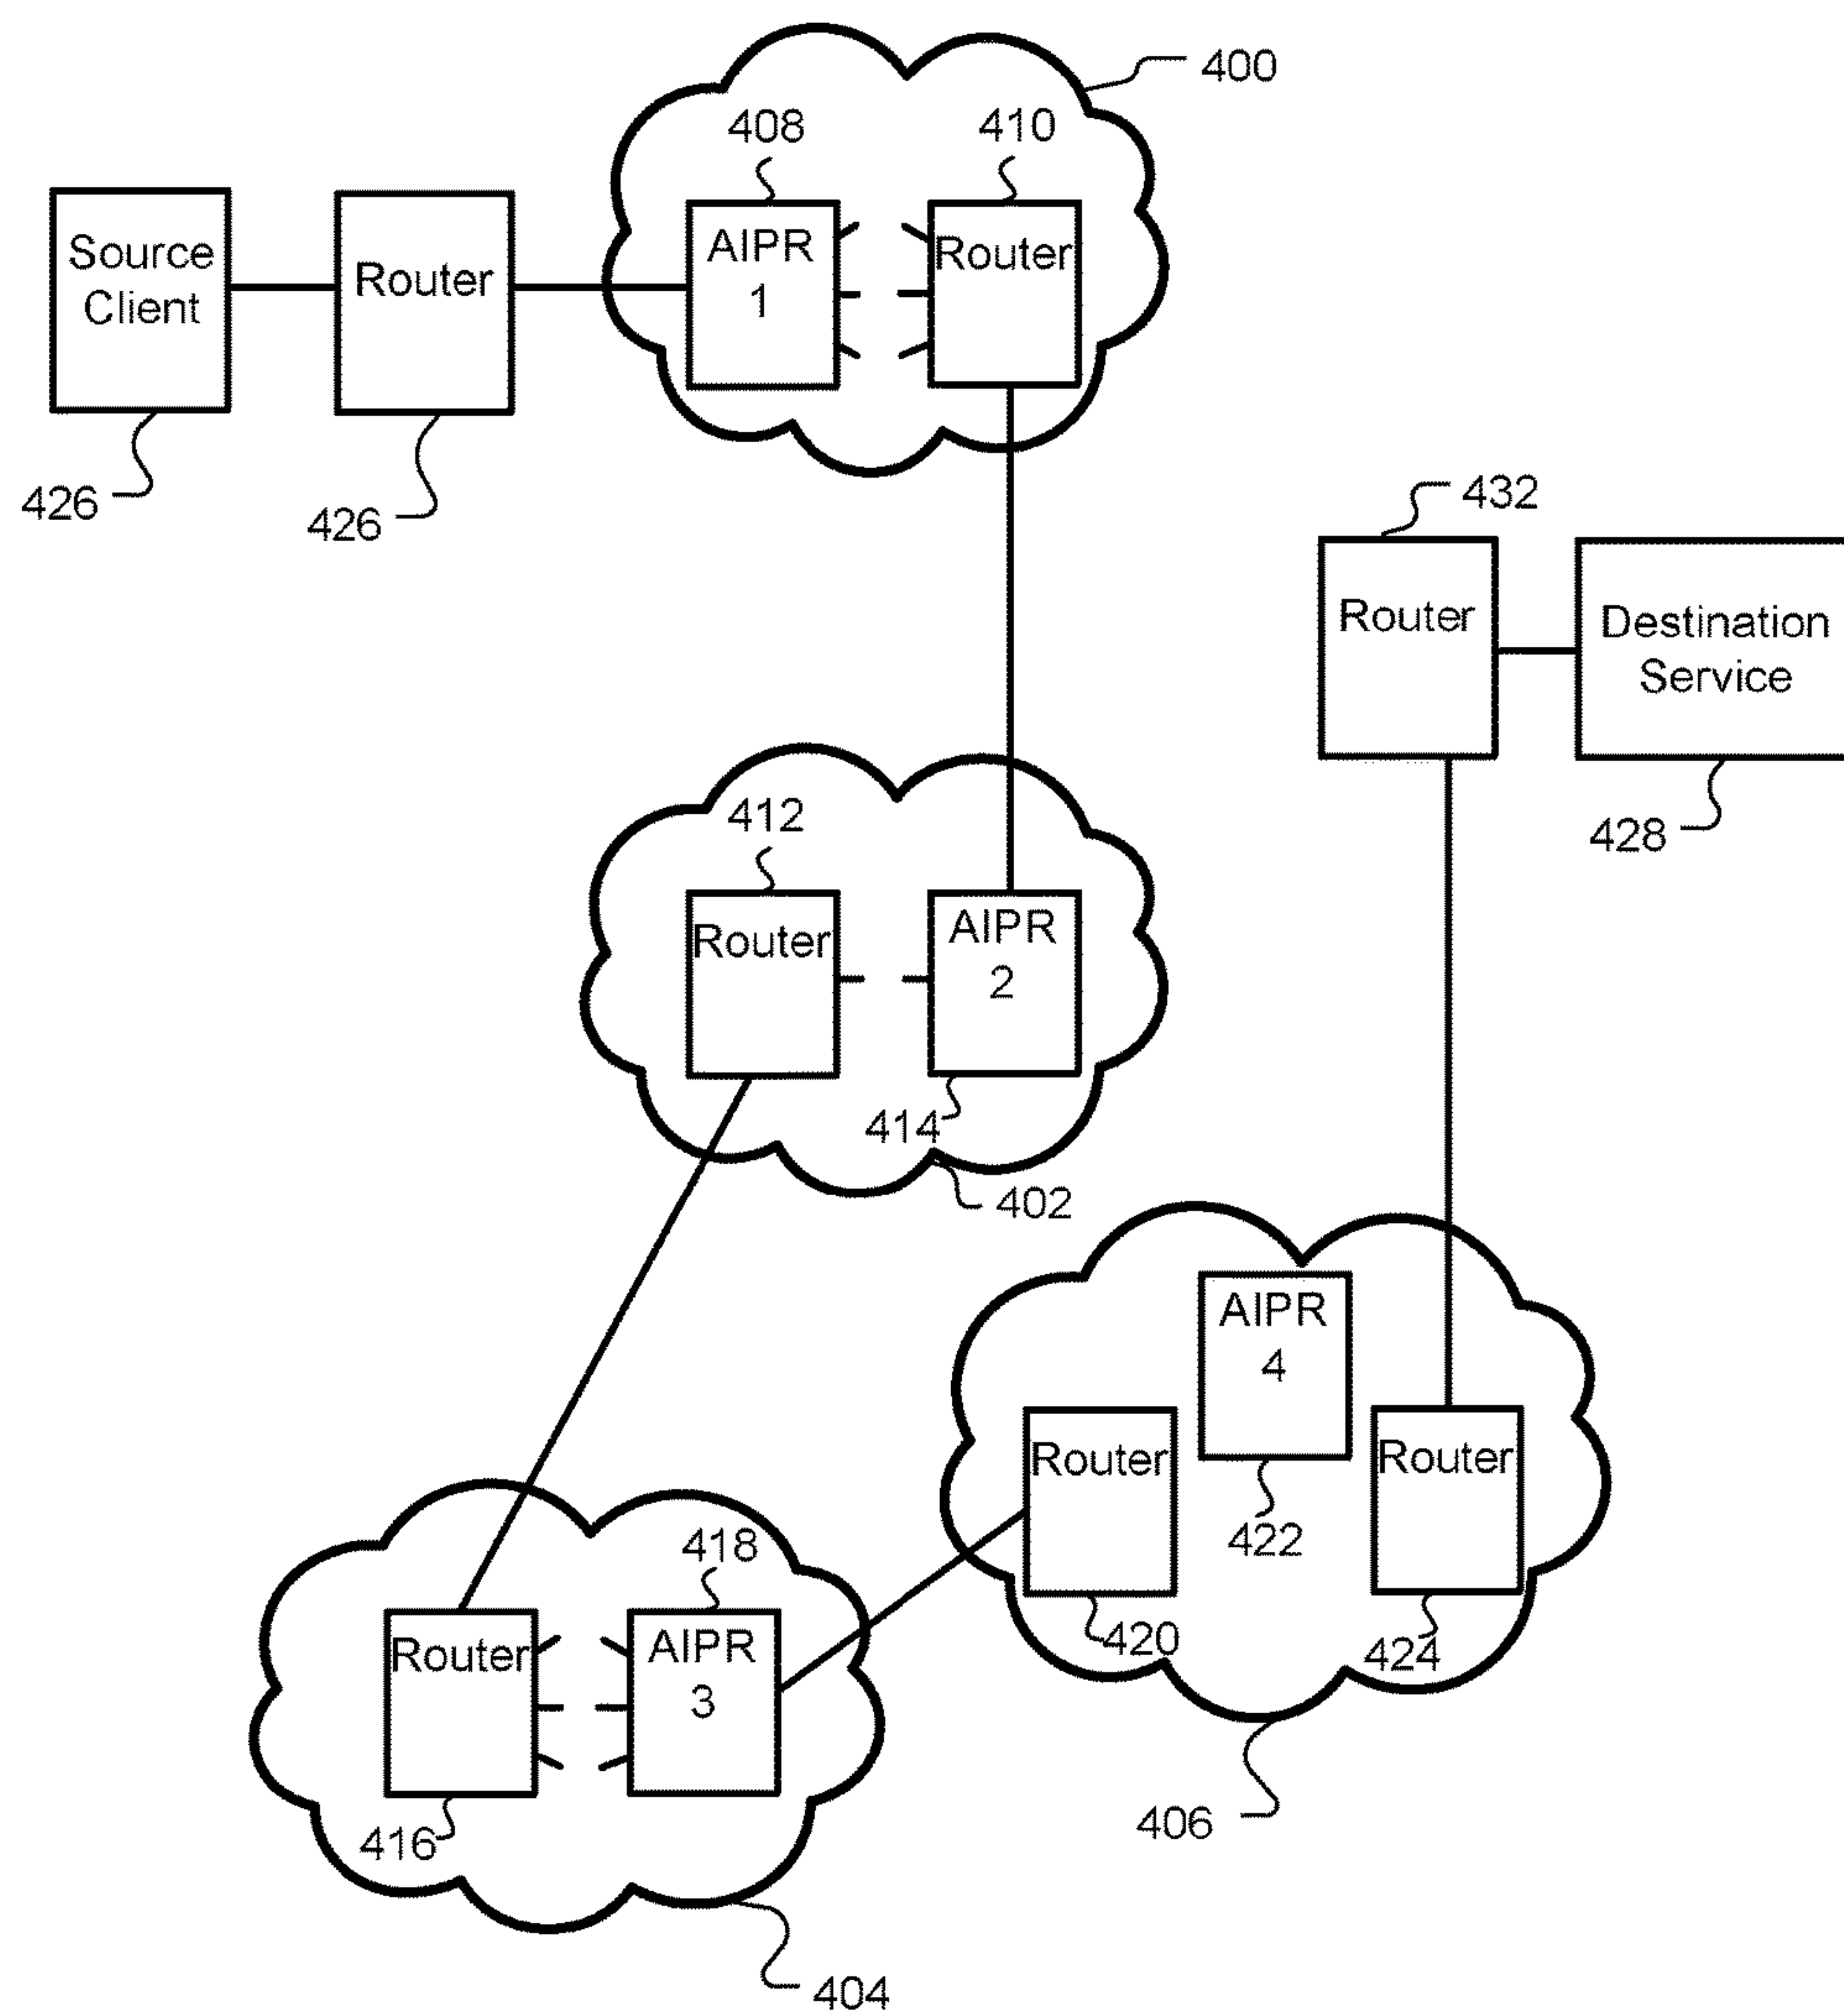 400
408
410
Source
Client
Router
AIPR
1
Router
426
426
432
Router
Destination
Service
428
412
Router
AIPR
2
414
402
AIPR
4
Router
Router
422
420
424
418
Router
AIPR
3
416
406
404